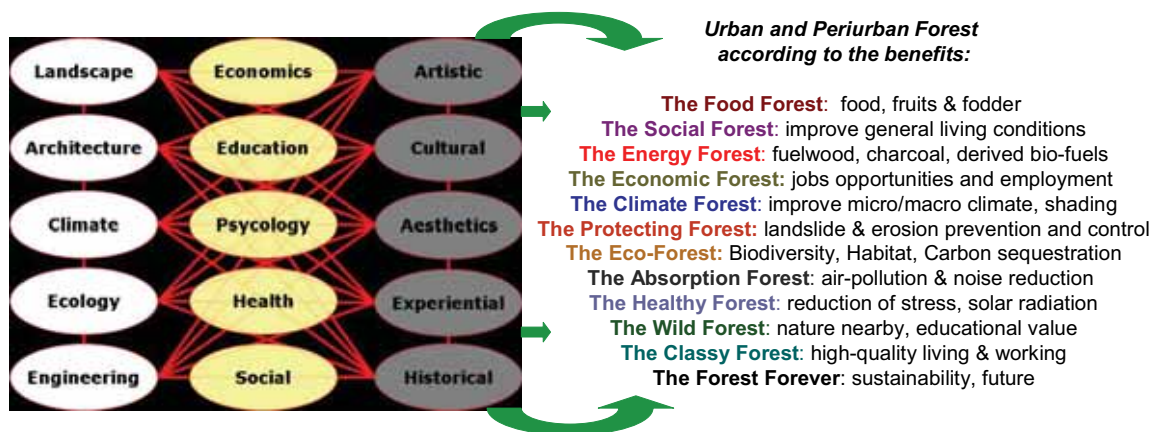 Landscape
Economics
Artistic
Architecture
Education
Cultural
Climate
Psycology
Aesthetics
Ecology
Health
Experiential
Engineering
Social
Historical
Urban and Periurban Forest
according to the benefits:
The Food Forest: food, fruits & fodder
The Social Forest: improve general living conditions
The Energy Forest: fuelwood, charcoal, derived bio-fuels
The Economic Forest: jobs opportunities and employment
The Climate Forest: improve micro/macro climate, shading
The Protecting Forest: landslide & erosion prevention and control
The Eco-Forest: Biodiversity, Habitat, Carbon sequestration
The Absorption Forest: air-pollution & noise reduction
The Healthy Forest: reduction of stress, solar radiation
The Wild Forest: nature nearby, educational value
The Classy Forest: high-quality living & working
The Forest Forever: sustainability, future